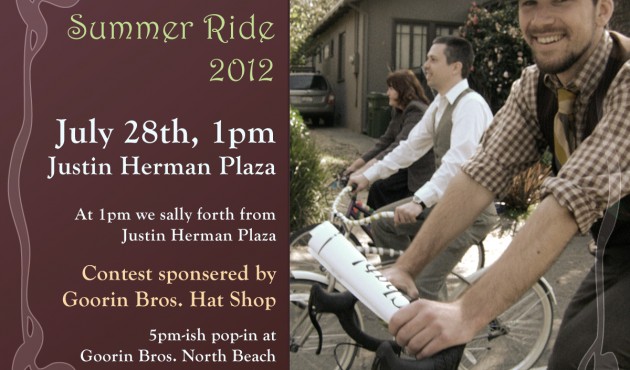 Summer Ride
2012
July 28th, 1pm
Justin Herman Plaza
At 1pm we sally forth from
Justin Herman Plaza
Contest sponsered by
Goorin Bros. Hat Shop
5pm-ish pop-in at
Goorin Bros. North Beach